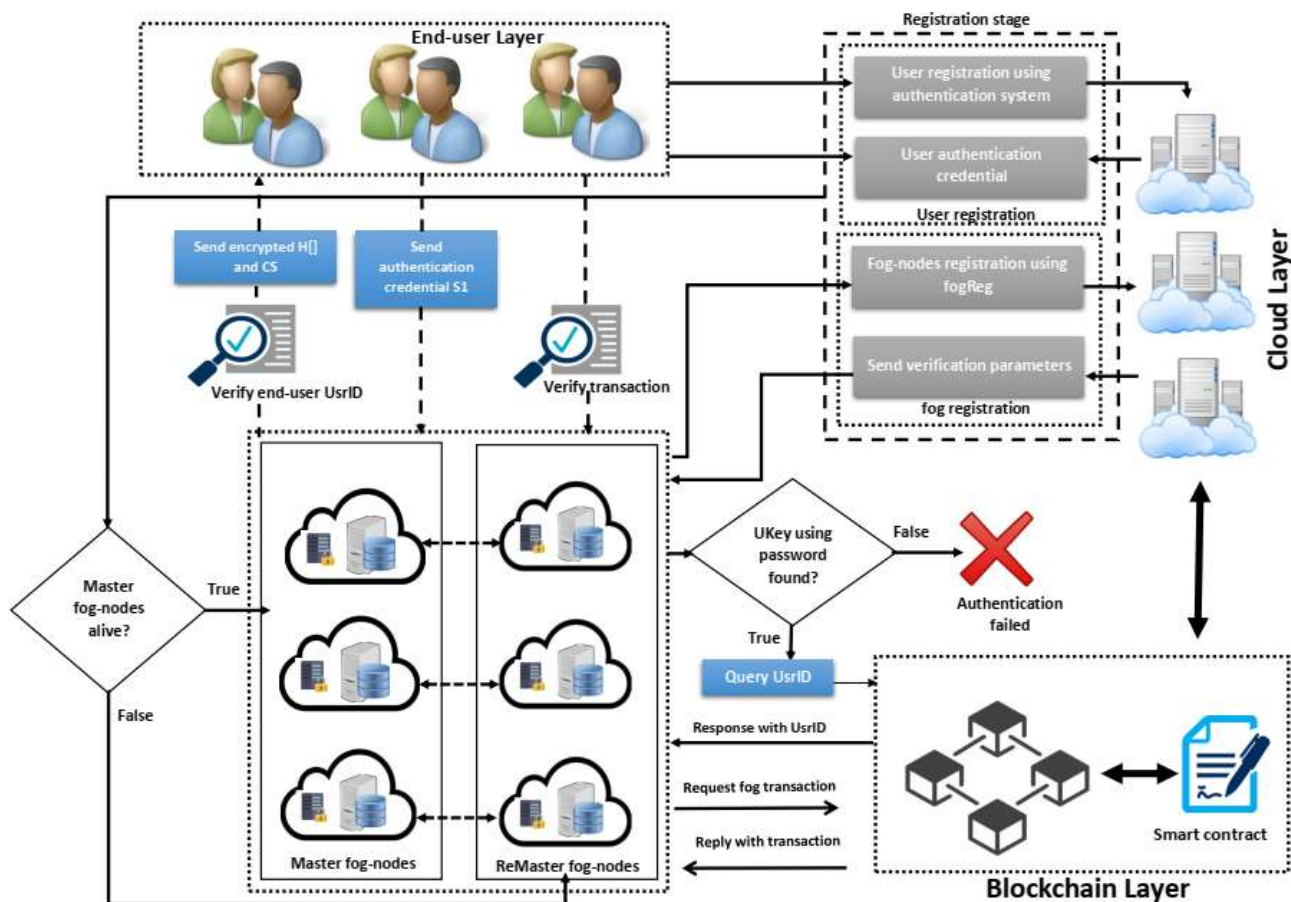 End-user Layer
Registration stage
User registration using
authentication system
User authentication
credential
User registration
Send encrypted H[]
and CS
Send
authentication
credential S1
Fog-nodes registration using
fogReg
Cloud Layer
Verify end-user UsrID
Verify transaction
Send verification parameters
fog registration
UKey using
password
found?
False
Authentication
failed
Master
fog-nodes
alive?
True
True
Query UsrID
False
Response with UsrID
Request fog transaction
Reply with transaction
Smart contract
Master fog-nodes
ReMaster fog-nodes
Blockchain Layer